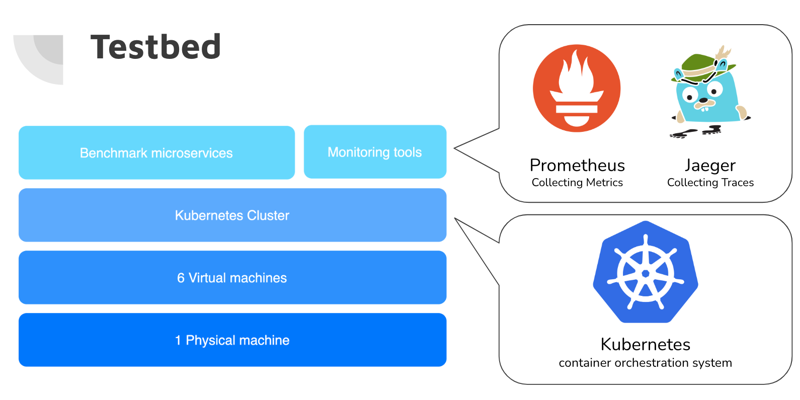 Testbed
Benchmark microservices
Monitoring tools
Kubernetes Cluster
6 Virtual machines
1 Physical machine
Prometheus
Collecting Metrics
Jaeger
Collecting Traces
Kubernetes
container orchestration system